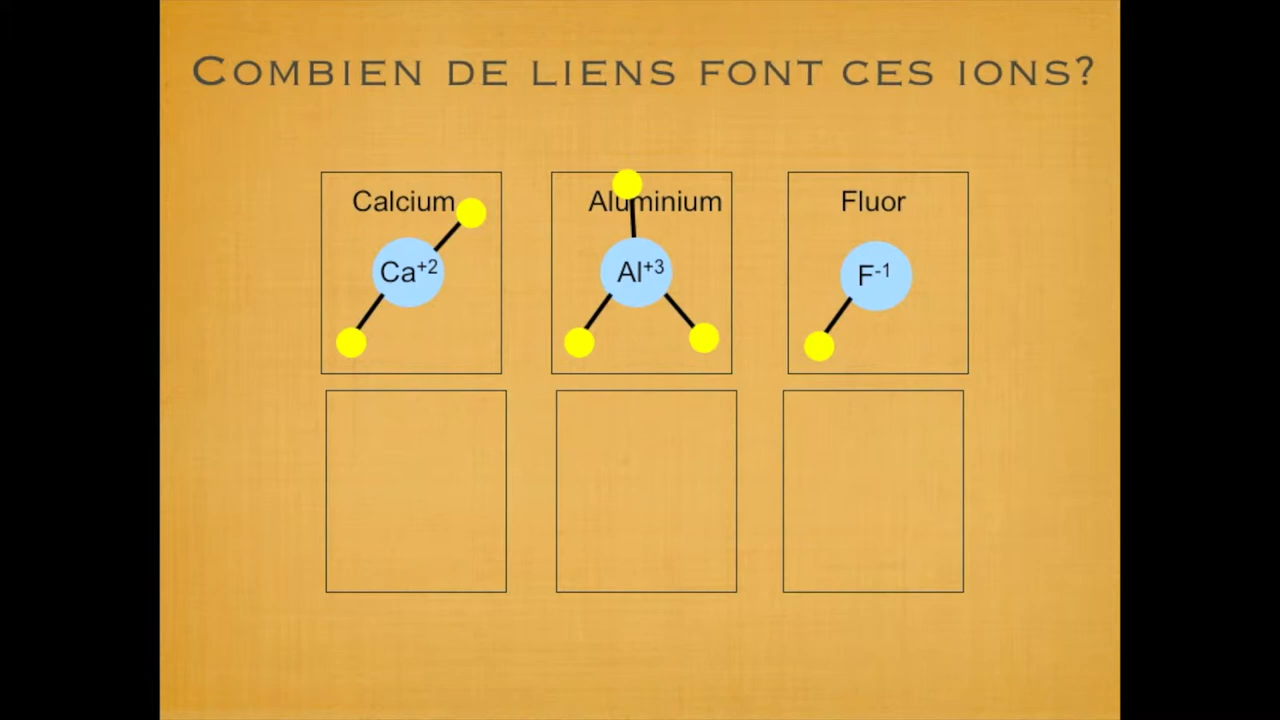 COMBIEN DE LIENS FONT CES IONS?
Calcium
Aluminium
Fluor
Ca+2
Al+3
F-1